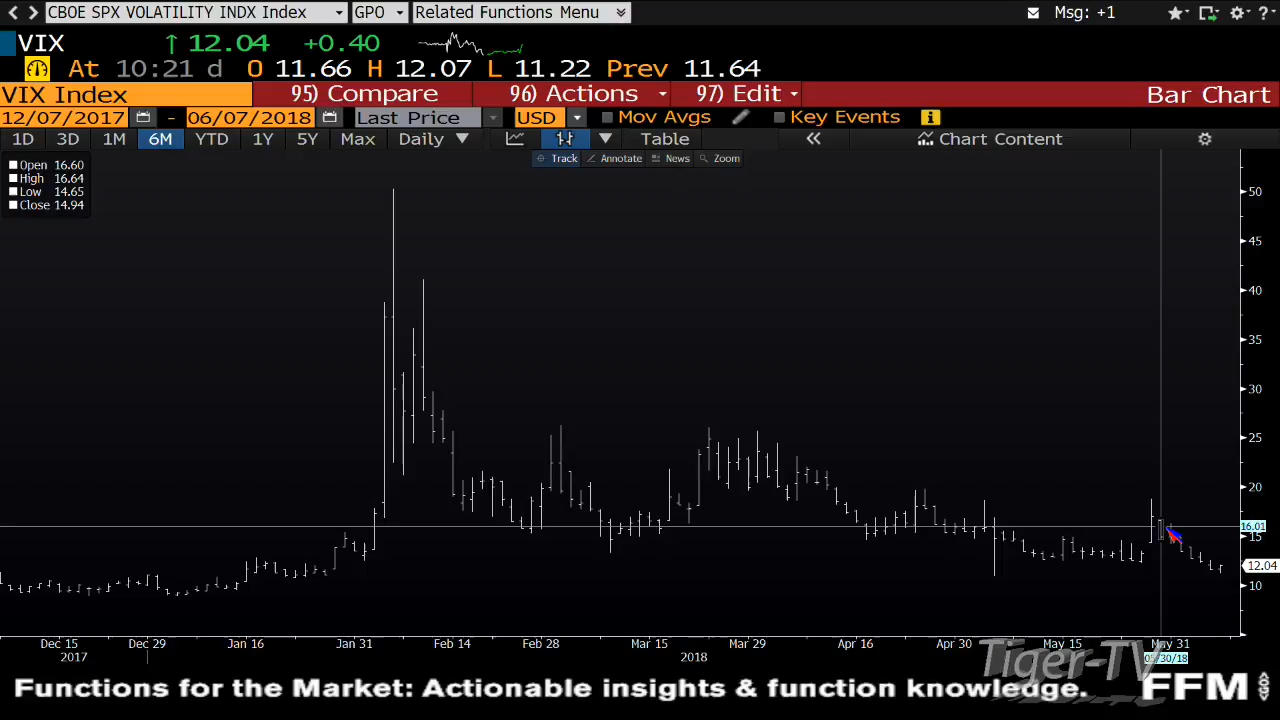 CBOE SPX VOLATILITY INDX Index GPO Related Functions Menu Msg: +1
VIX ↑ 12.04 +0.40
At 10:21 d O 11.66 H 12.07 L 11.22 Prev 11.64
VIX Index 95) Compare 96) Actions 97) Edit Bar Chart
12/07/2017 - 06/07/2018 Last Price USD Mov Avgs Key Events
1D 3D 1M 6M YTD 1Y 5Y Max Daily Table Chart Content
Track Annotate News Zoom
Open 16.60
High 16.64
Low 14.65
Close 14.94
50
45
40
35
30
25
20
16.01
15
12.04
10
Dec 15 Dec 29 Jan 16 Jan 31 Feb 14 Feb 28 Mar 15 Mar 29 Apr 16 Apr 30 May 15 May 31
2017 2018 05/30/18
Tiger-TV
Functions for the Market: Actionable insights & function knowledge. FFM